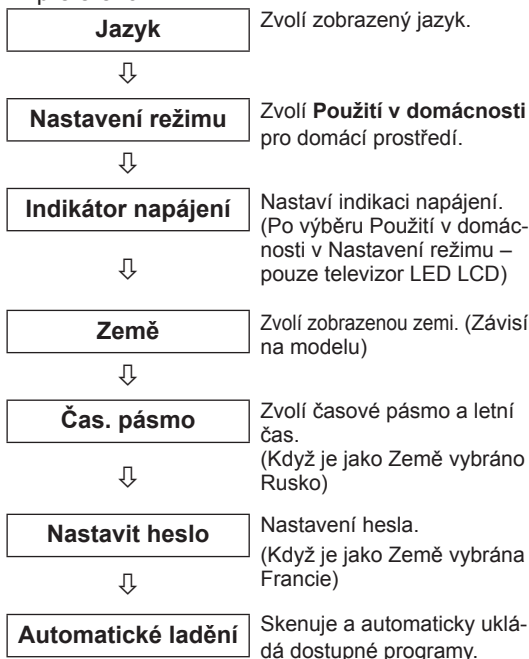 Jazyk
Zvolí zobrazený jazyk.
⇩
Nastavení režimu
Zvolí Použití v domácnosti
pro domácí prostředí.
⇩
Indikátor napájení
Nastaví indikaci napájení.
(Po výběru Použití v domác-
nosti v Nastavení režimu –
pouze televizor LED LCD)
⇩
Země
Zvolí zobrazenou zemi. (Závisí
na modelu)
⇩
Čas. pásmo
Zvolí časové pásmo a letní
čas.
(Když je jako Země vybráno
Rusko)
⇩
Nastavit heslo
Nastavení hesla.
(Když je jako Země vybrána
Francie)
⇩
Automatické ladění
Skenuje a automaticky uklá-
dá dostupné programy.